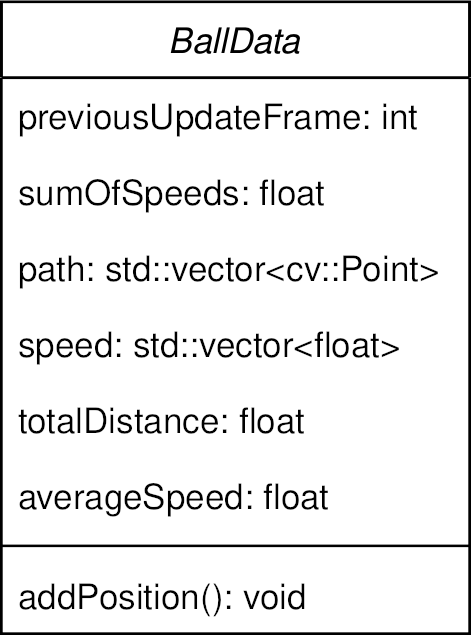 BallData
previousUpdateFrame: int
sumOfSpeeds: float
path: std::vector<cv::Point>
speed: std::vector<float>
totalDistance: float
averageSpeed: float
addPosition(): void